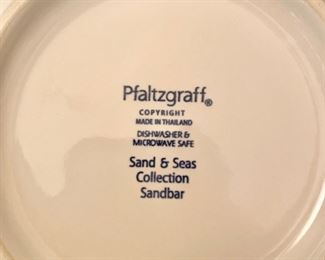 Pfaltzgraff®
COPYRIGHT
MADE IN THAILAND
DISHWASHER &
MICROWAVE SAFE
Sand & Seas
Collection
Sandbar